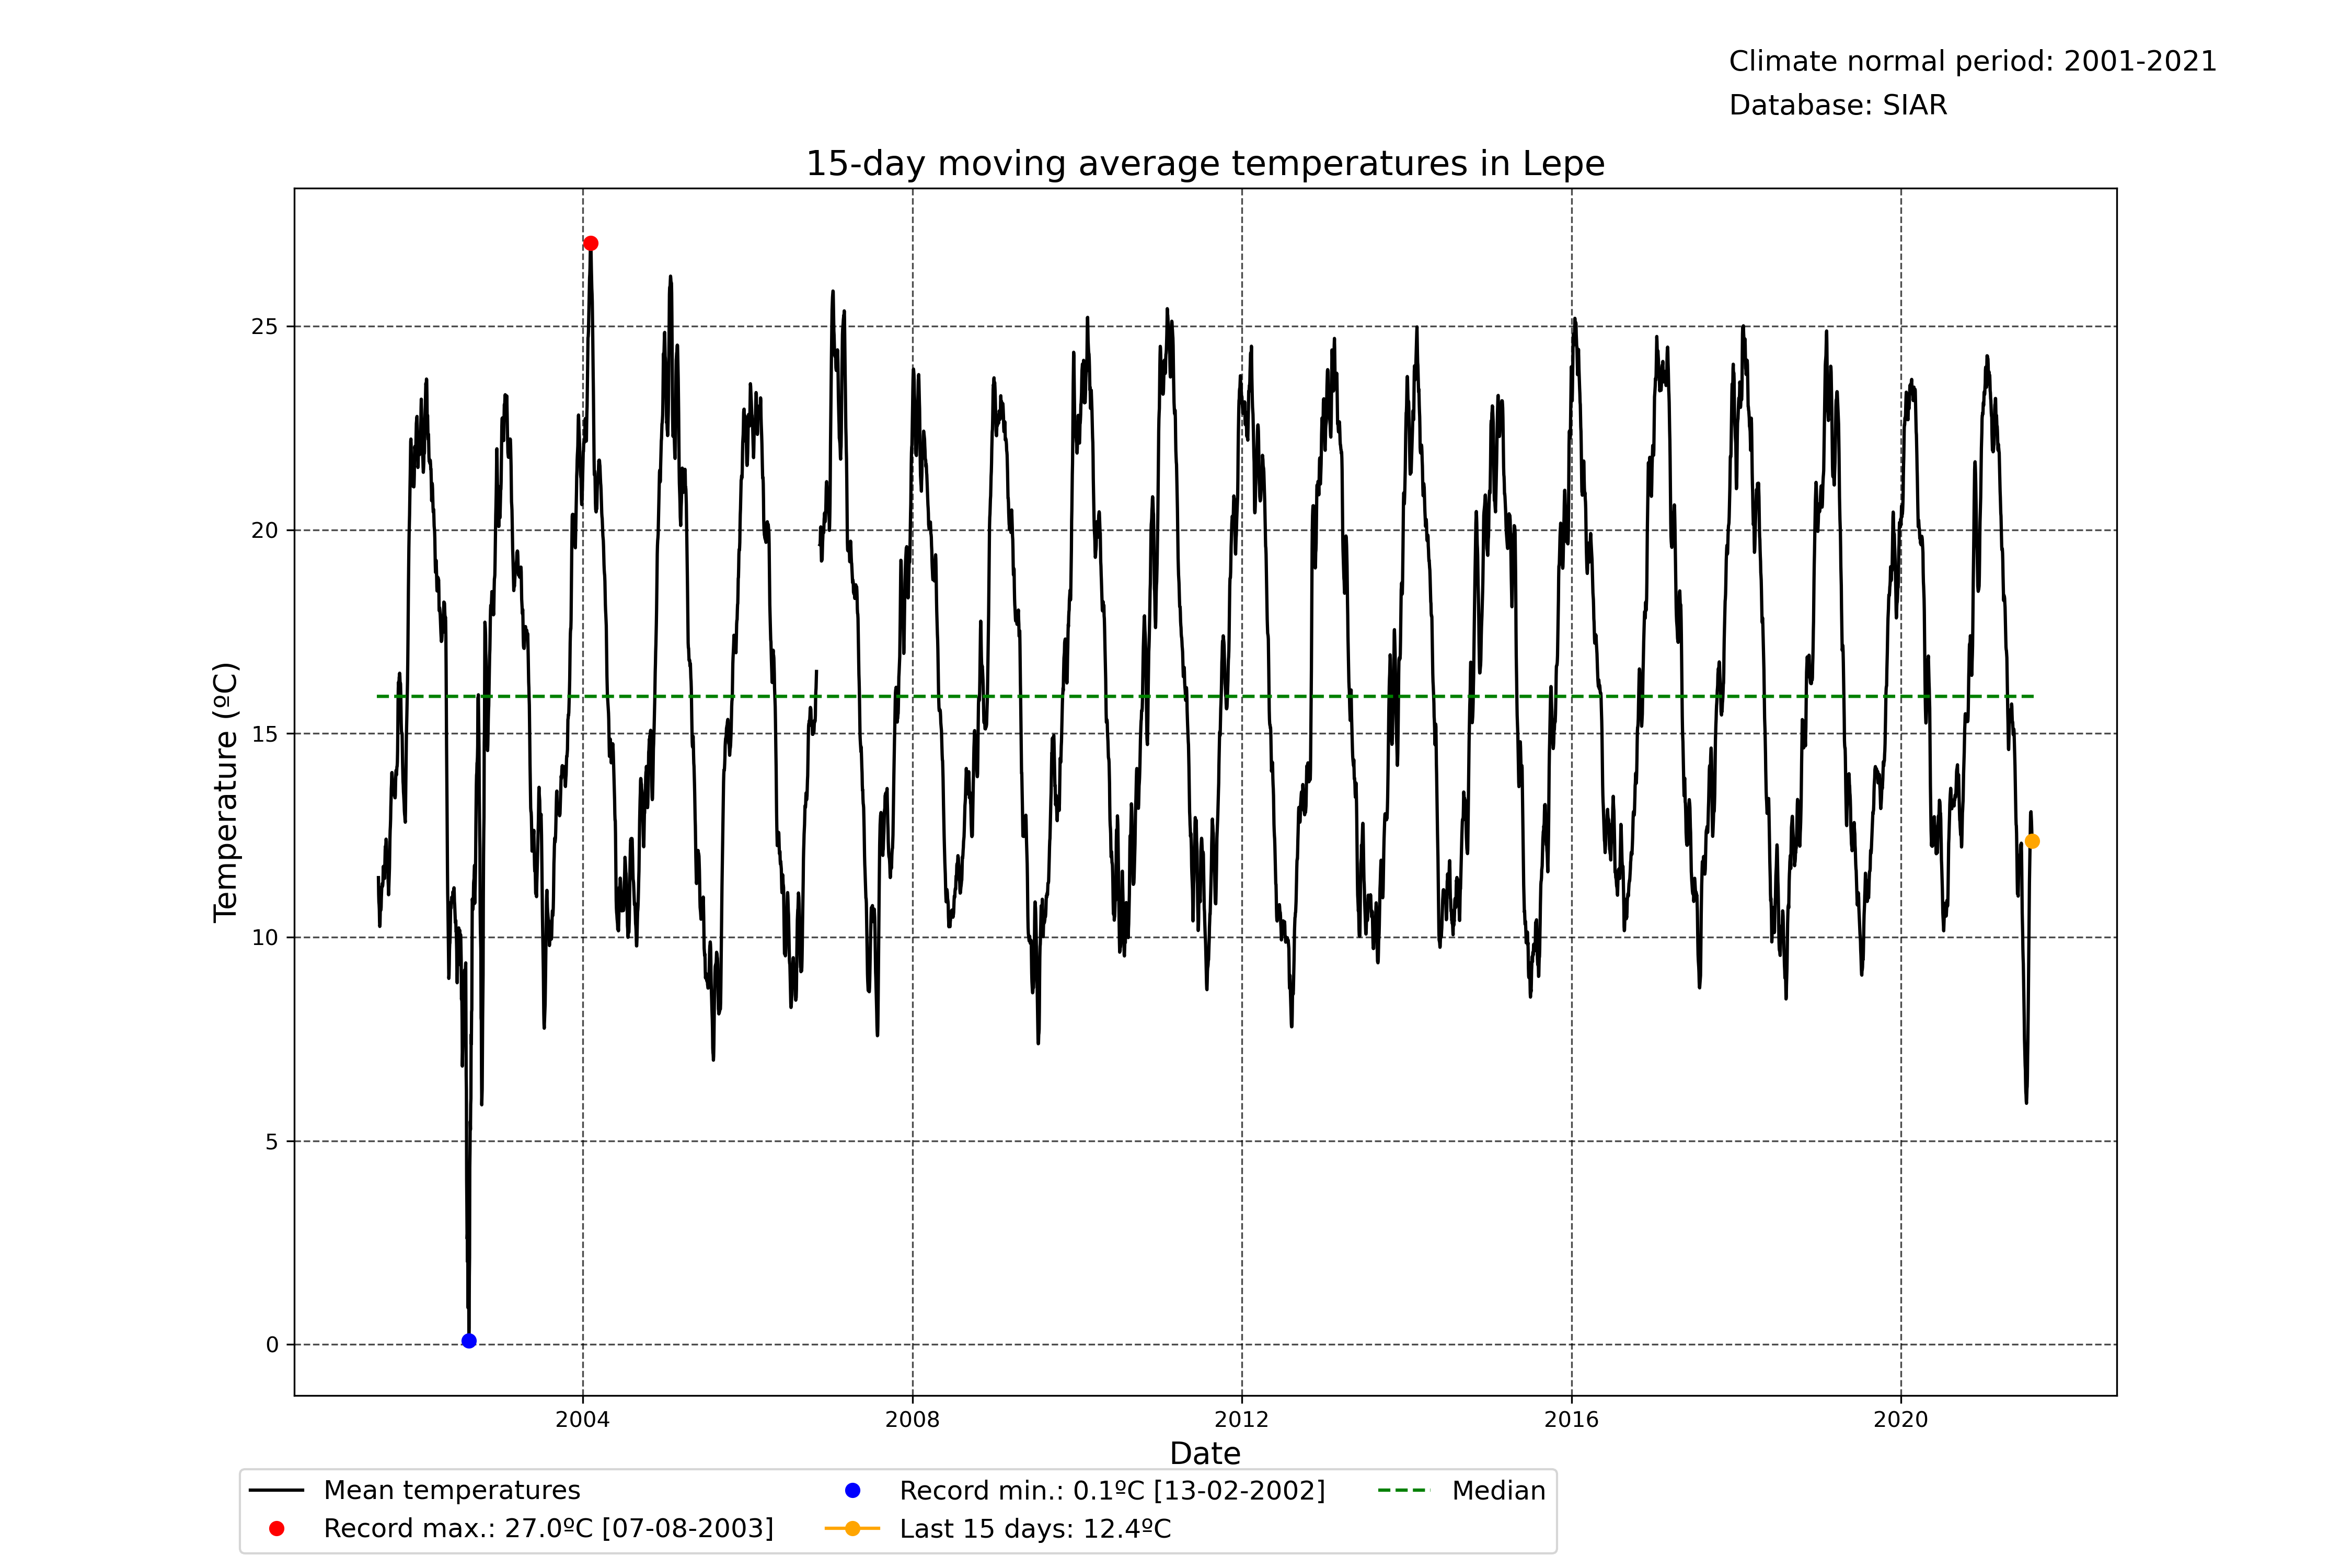 Climate normal period: 2001-2021
Database: SIAR
15-day moving average temperatures in Lepe
Temperature (ºC)
25
20
15
10
5
0
2004 2008 2012 2016 2020
Date
Mean temperatures
Record max.: 27.0ºC [07-08-2003]
Record min.: 0.1ºC [13-02-2002]
Last 15 days: 12.4ºC
Median